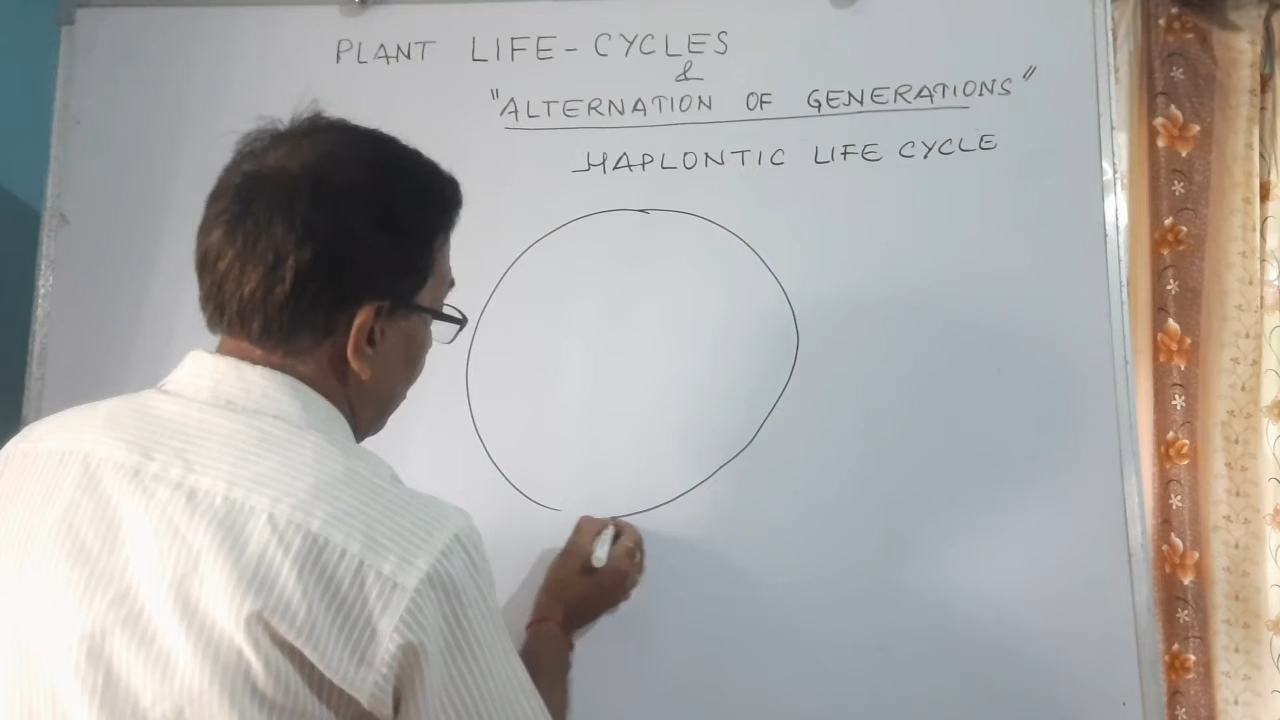 PLANT LIFE-CYCLES
&
"ALTERNATION OF GENERATIONS"
HAPLONTIC LIFE CYCLE